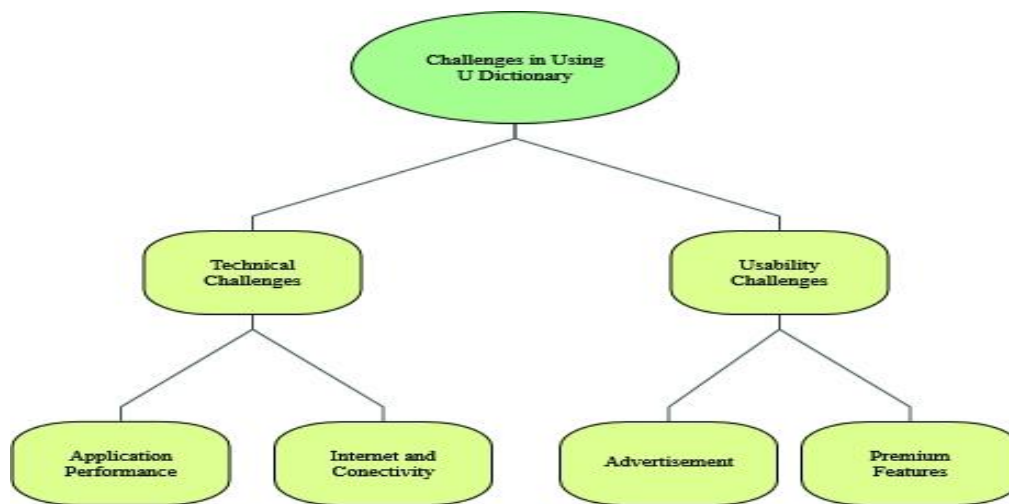 Challenges in Using
U Dictionary
Technical
Challenges
Usability
Challenges
Application
Performance
Internet and
Conectivity
Advertisement
Premium
Features